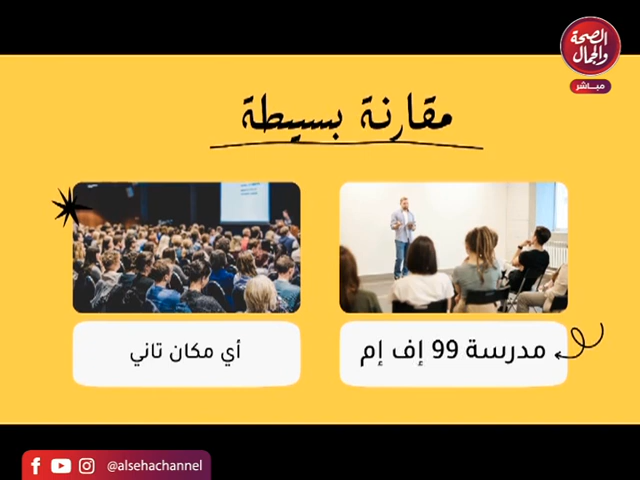 الصحة
والجمال
مباشر
مقارنة بسيطة
مدرسة 99 إف إم
أي مكان تاني
@alsehachannel